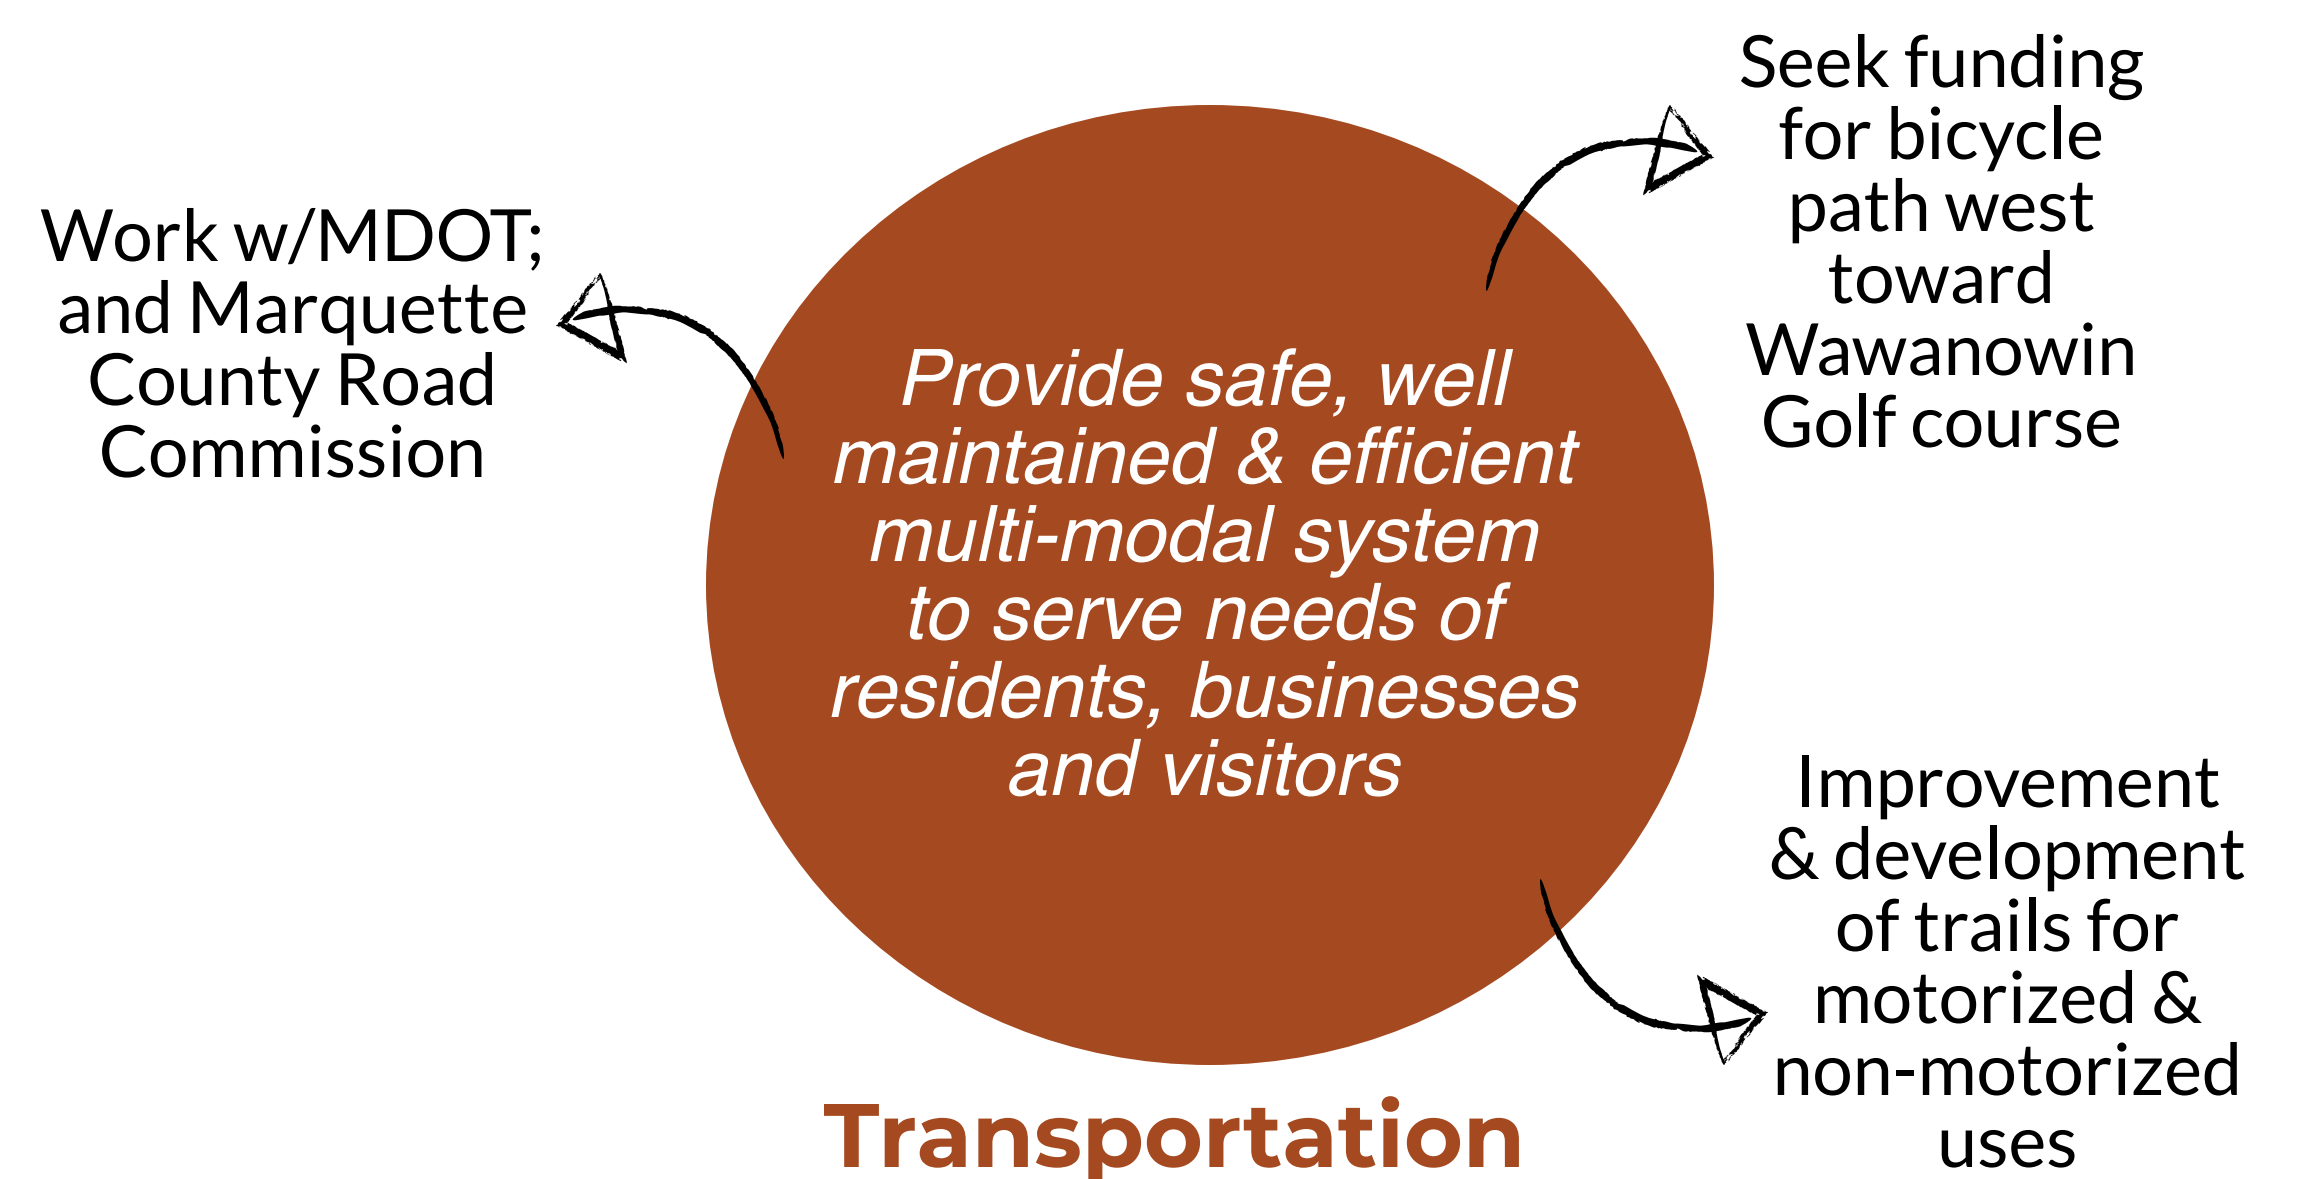 Work w/MDOT;
and Marquette
County Road
Commission
Provide safe, well
maintained & efficient
multi-modal system
to serve needs of
residents, businesses
and visitors
Seek funding
for bicycle
path west
toward
Wawanowin
Golf course
Improvement
& development
of trails for
motorized &
non-motorized
uses
Transportation